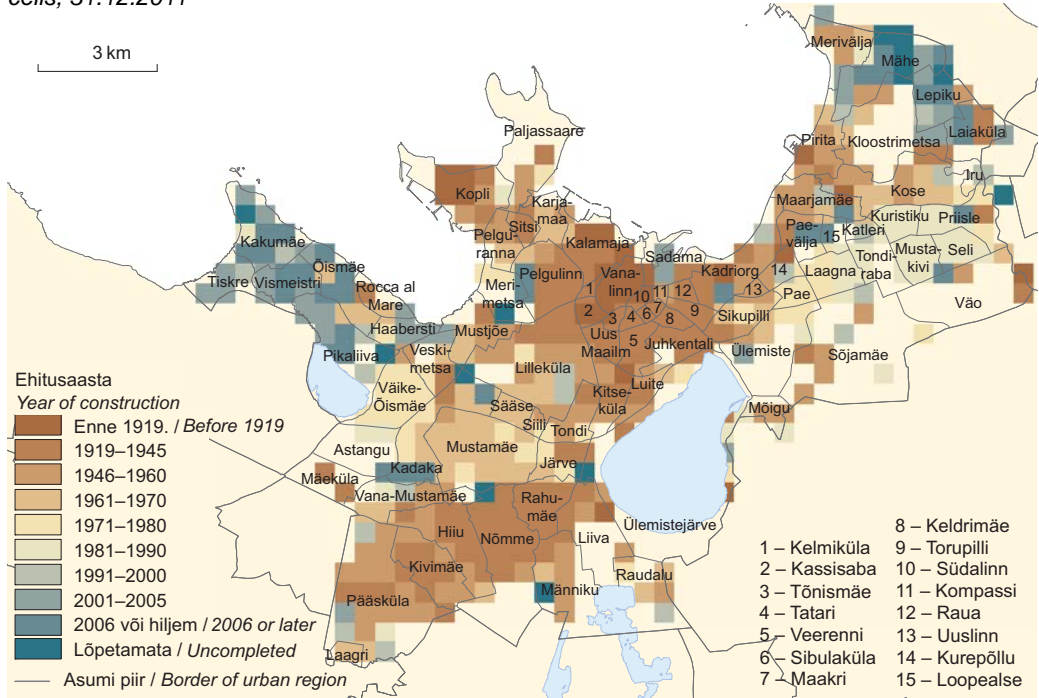 cells, 31.12.2011
3 km
Merivälja
Mähe
Lepiku
Laiaküla
Paljassaare
Pirita
Kloostrimetsa
Iru
Kopli
Karja-
maa
Sitsi
Maarjamäe
Kose
Kuristiku
Priisle
Pelgu-
ranna
Kalamaja
Pae-
välja
15
Katleri
Kakumäe
Sadama
Tondi-
raba
Musta-
kivi
Seli
Õismäe
Pelgulinn
Vana-
linn
Kadriorg
14
Laagna
Tiskre
Vismeistri
Rocca al
Mare
Meri-
metsa
1
10
11
12
13
Pae
Väo
2
3
4
6
7
8
9
Sikupilli
Haabersti
Mustjõe
Uus
Maailm
5
Juhkentali
Pikaliiva
Veski-
metsa
Lilleküla
Ülemiste
Sõjamäe
Väike-
Õismäe
Kitse-
küla
Luite
Sääse
Mõigu
Siili
Tondi
Astangu
Mustamäe
Järve
Mäeküla
Kadaka
Vana-Mustamäe
Rahu-
mäe
Ülemistejärve
Hiiu
Nõmme
Liiva
Kivimäe
Raudalu
Männiku
Pääsküla
Laagri
Ehitusaasta
Year of construction
Enne 1919. / Before 1919
1919–1945
1946–1960
1961–1970
1971–1980
1981–1990
1991–2000
2001–2005
2006 või hiljem / 2006 or later
Lõpetamata / Uncompleted
Asumi piir / Border of urban region
1 – Kelmiküla
2 – Kassisaba
3 – Tõnismäe
4 – Tatari
5 – Veerenni
6 – Sibulaküla
7 – Maakri
8 – Keldrimäe
9 – Torupilli
10 – Südalinn
11 – Kompassi
12 – Raua
13 – Uuslinn
14 – Kurepõllu
15 – Loopealse